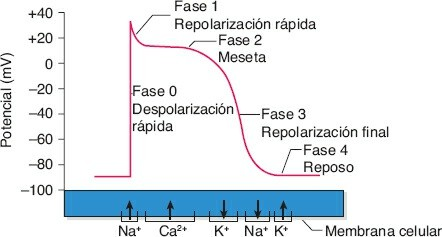 Potencial (mV)
+40
+20
0
−20
−40
−60
−80
−100
Fase 1
Repolarización rápida
Fase 2
Meseta
Fase 0
Despolarización
rápida
Fase 3
Repolarización final
Fase 4
Reposo
Na⁺ Ca²⁺ K⁺ Na⁺ K⁺
Membrana celular